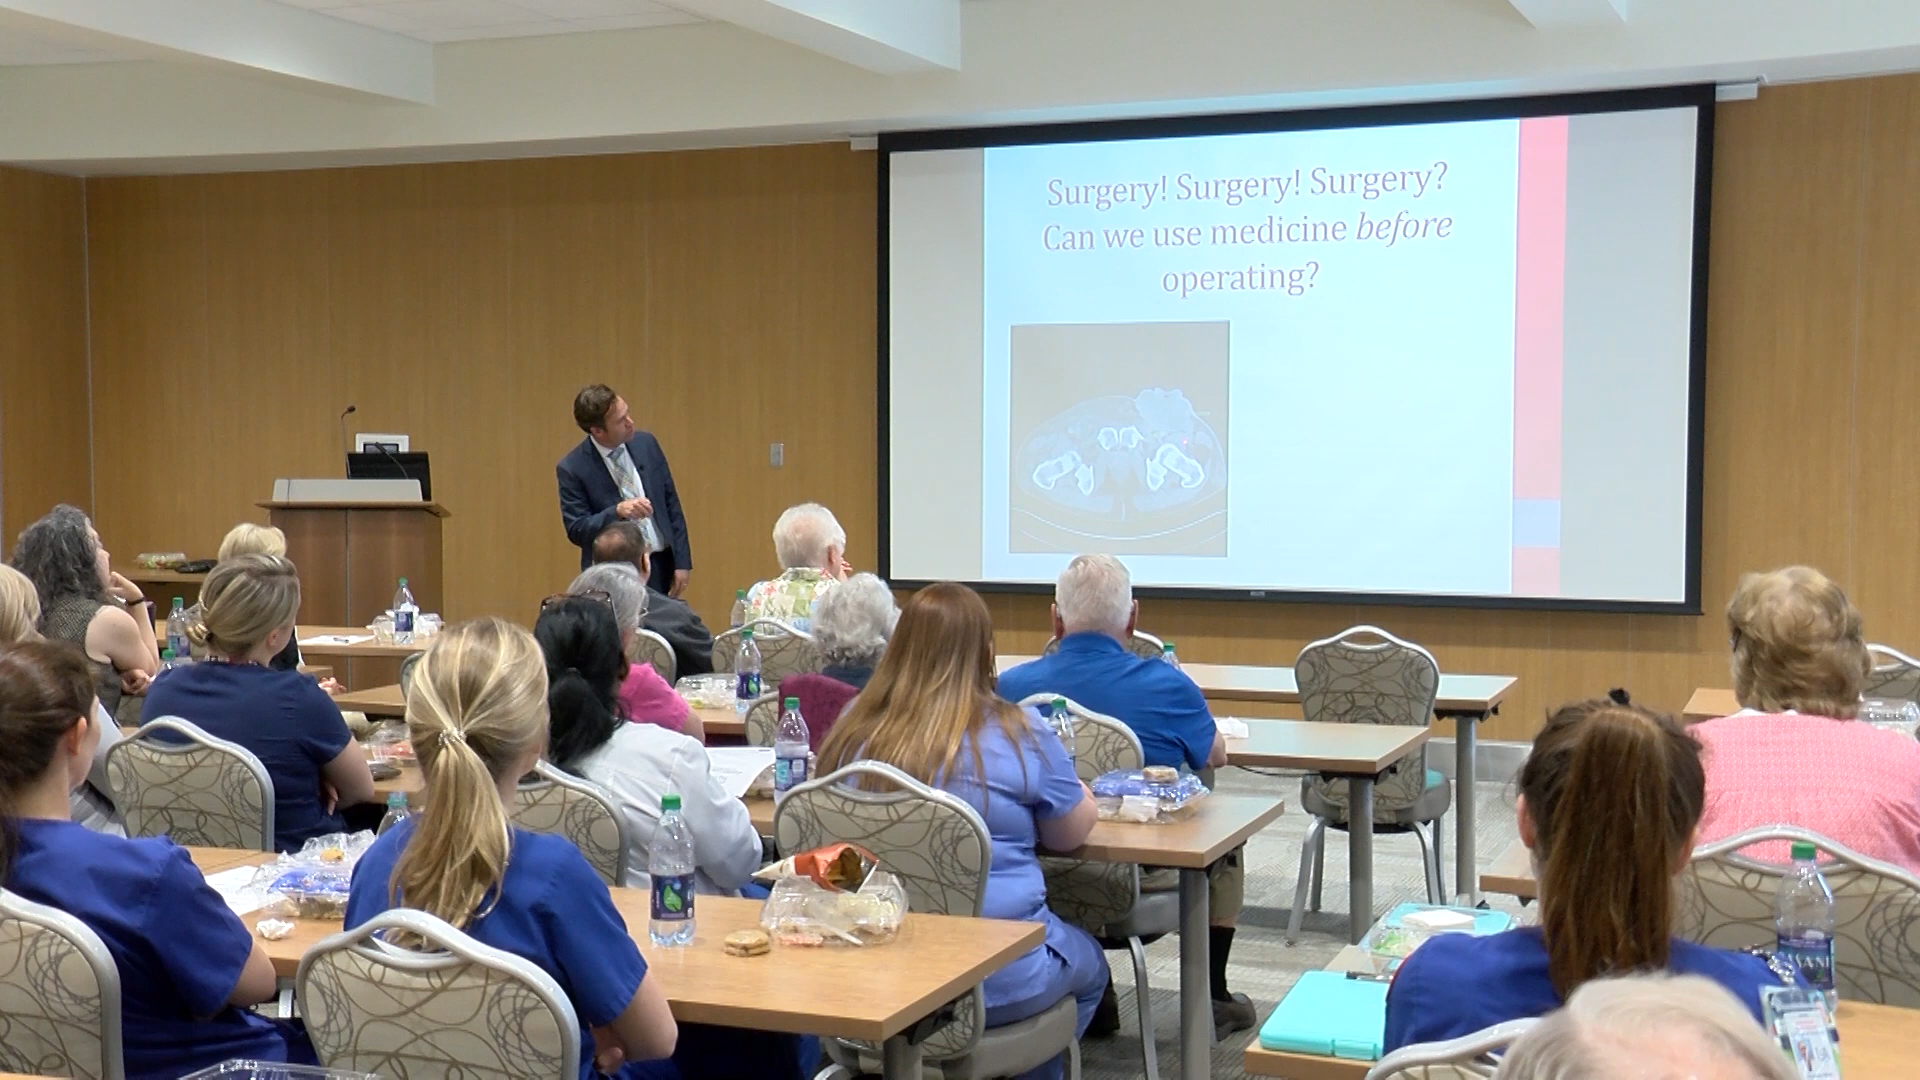 Surgery! Surgery! Surgery?
Can we use medicine before
operating?